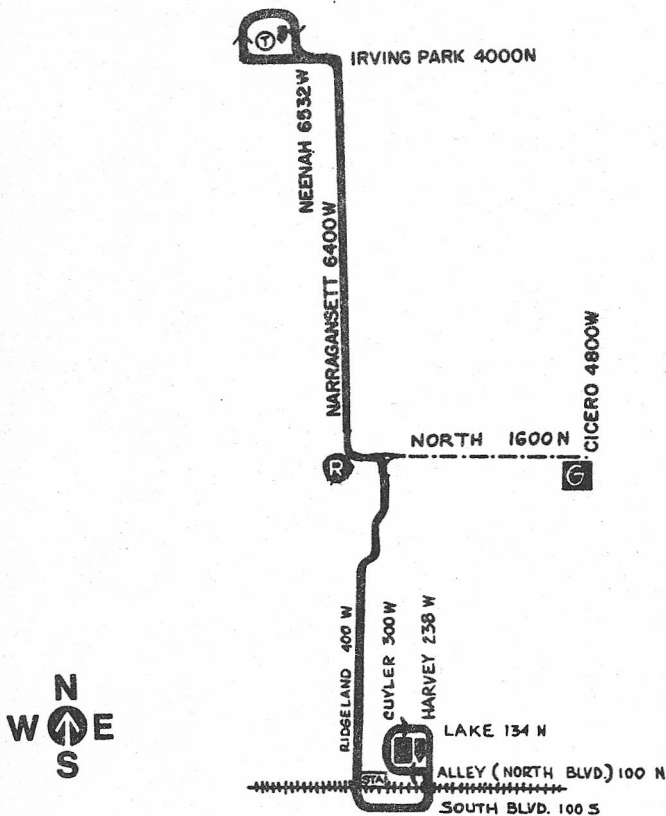 T
IRVING PARK 4000N
NEENAH 6532W
NARRAGANSETT 6400W
CICERO 4800W
NORTH 1600N
R
G
RIDGELAND 400 W
CUYLER 300W
HARVEY 238 W
N
W E
S
LAKE 134 N
STA
ALLEY (NORTH BLVD.) 100 N
SOUTH BLVD. 100 S